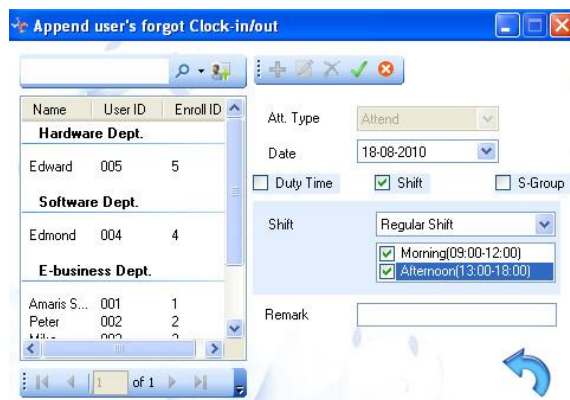 Append user's forgot Clock-in/out
Name User ID Enroll ID
Hardware Dept.
Edward 005 5
Software Dept.
Edmond 004 4
E-business Dept.
Amaris S... 001 1
Peter 002 2
1 of 1
Att. Type Attend
Date 18-08-2010
Duty Time Shift S-Group
Shift Regular Shift
Morning(09:00-12:00)
Afternoon(13:00-18:00)
Remark